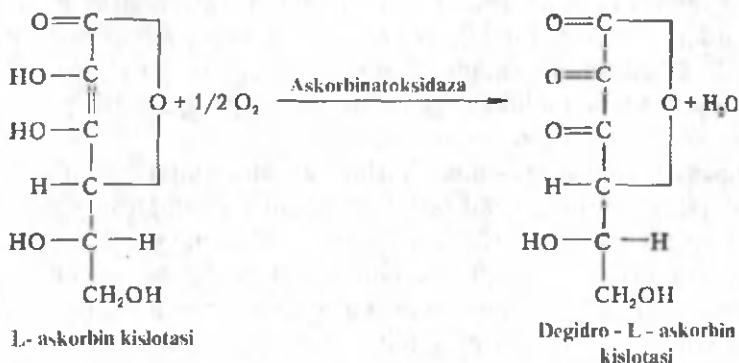 O=C O=C
HO—C O=C
Askorbinatoksidaza
O + 1/2 O₂ O + H₂O
HO—C O=C
H—C H—C
HO—C—H HO—C—H
CH₂OH CH₂OH
L- askorbin kislotasi
Degidro - L - askorbin
kislotasi